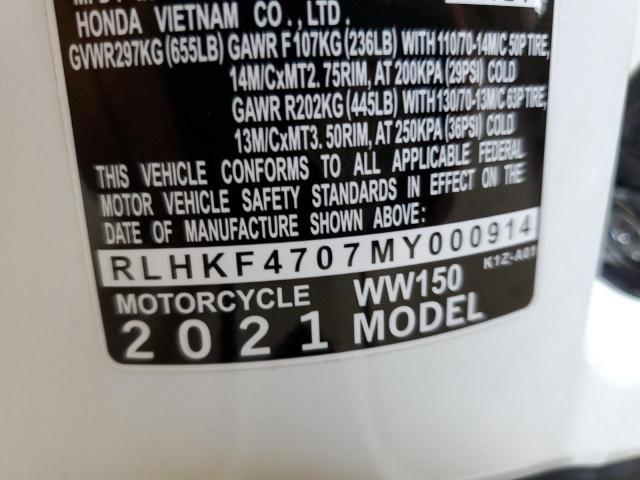 HONDA VIETNAM CO., LTD.
GVWR297KG (655LB) GAWR F 107KG (236LB) WITH 110/70-14M/C 50P TIRE,
14M/CxMT2. 75RIM, AT 200KPA (29PSI) COLD
GAWR R202KG (445LB) WITH 130/70-13M/C 63P TIRE,
13M/CxMT3. 50RIM, AT 250KPA (36PSI) COLD
THIS VEHICLE CONFORMS TO ALL APPLICABLE FEDERAL
MOTOR VEHICLE SAFETY STANDARDS IN EFFECT ON THE
DATE OF MANUFACTURE SHOWN ABOVE:
RLHKF4707MY000914
K1Z-A01
MOTORCYCLE WW150
2021 MODEL